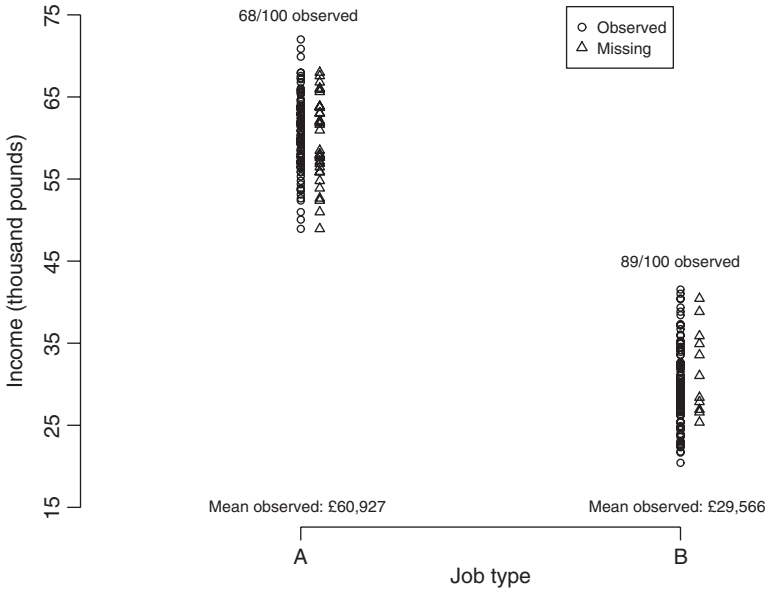 68/100 observed
Observed
Missing
75
65
55
45
35
25
15
Income (thousand pounds)
89/100 observed
Mean observed: £60,927
Mean observed: £29,566
A
B
Job type